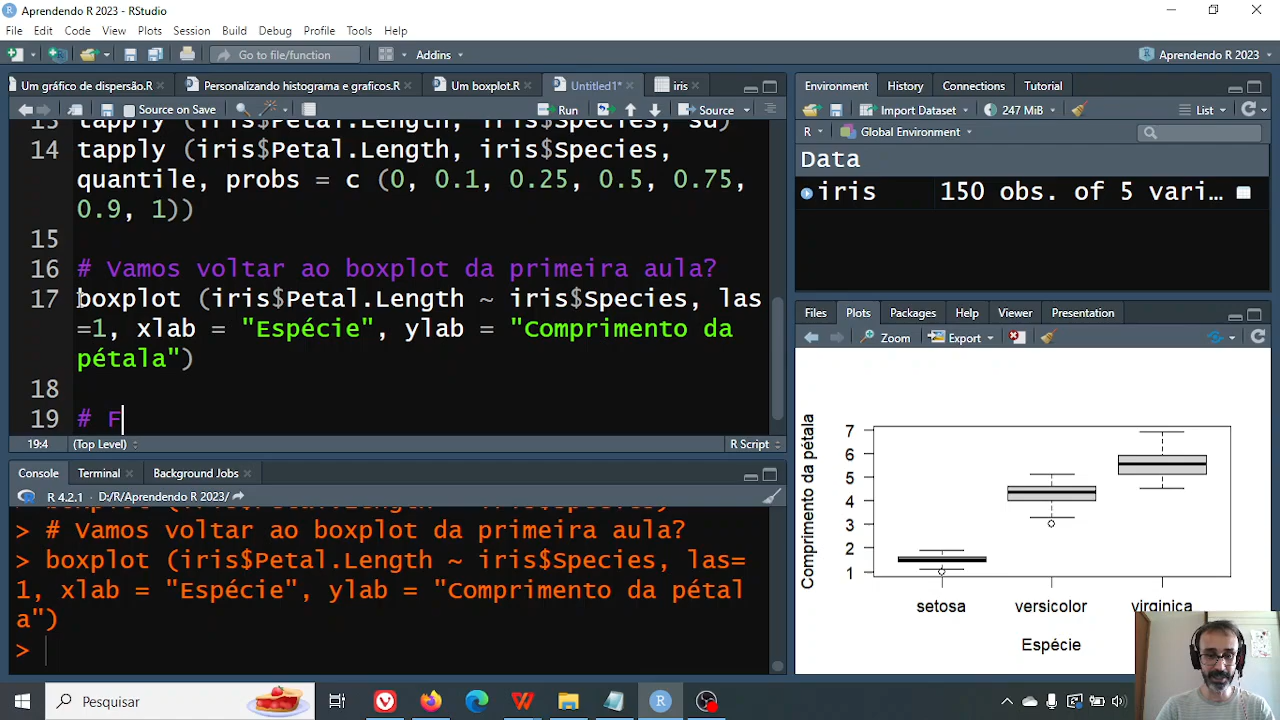 Aprendendo R 2023 - RStudio
File Edit Code View Plots Session Build Debug Profile Tools Help
Go to file/function Addins Aprendendo R 2023
Um gráfico de dispersão.R Personalizando histograma e graficos.R Um boxplot.R Untitled1* iris
Source on Save Run Source
14 tapply (iris$Petal.Length, iris$Species,
quantile, probs = c (0, 0.1, 0.25, 0.5, 0.75,
0.9, 1))
15
16 # Vamos voltar ao boxplot da primeira aula?
17 boxplot (iris$Petal.Length ~ iris$Species, las
=1, xlab = "Espécie", ylab = "Comprimento da
pétala")
18
19 # F
19:4 (Top Level) R Script
Console Terminal Background Jobs
R 4.2.1 · D:/R/Aprendendo R 2023/
> # Vamos voltar ao boxplot da primeira aula?
> boxplot (iris$Petal.Length ~ iris$Species, las=
1, xlab = "Espécie", ylab = "Comprimento da pétal
a")
>
Environment History Connections Tutorial
Import Dataset 247 MiB List
R Global Environment
Data
iris 150 obs. of 5 vari…
Files Plots Packages Help Viewer Presentation
Zoom Export
Comprimento da pétala
7
6
5
4
3
2
1
setosa versicolor virginica
Espécie
Pesquisar